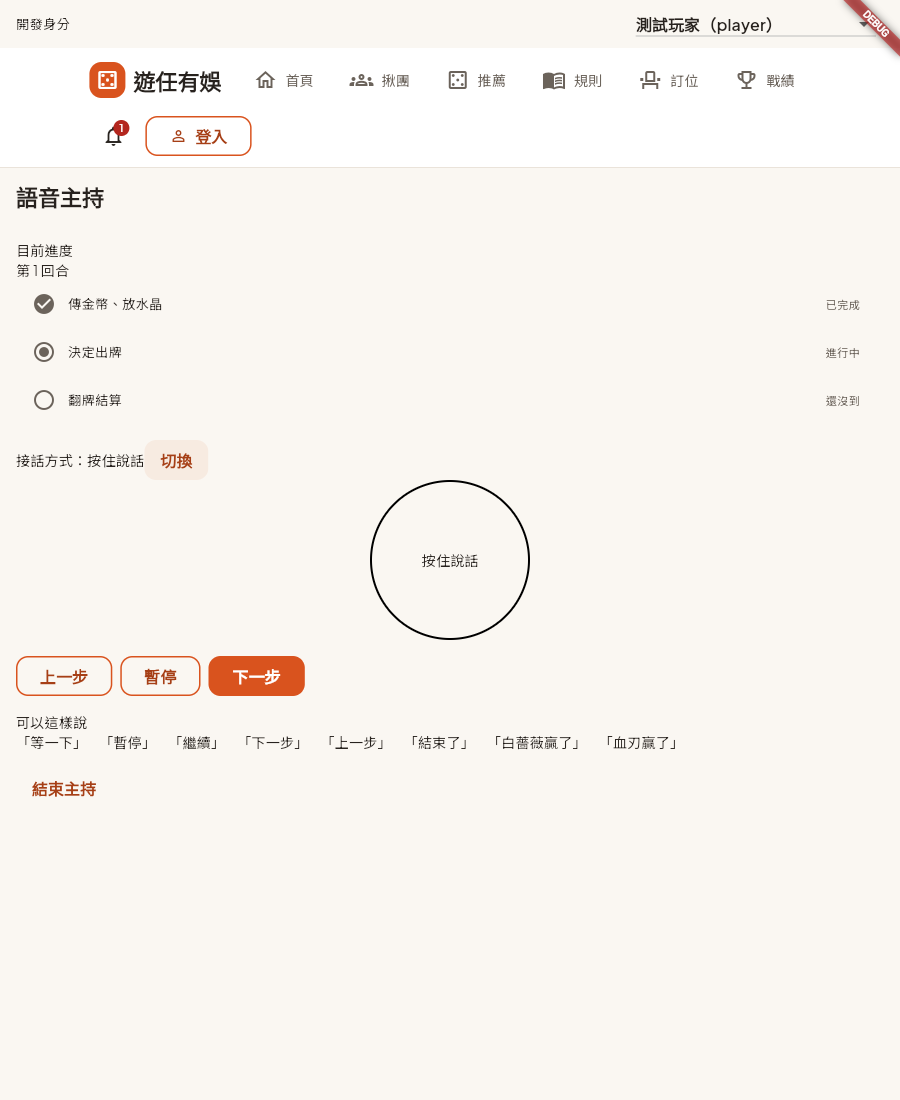 開發身分
測試玩家（player）
DEBUG
遊任有娛
首頁
揪團
推薦
規則
訂位
戰績
1
登入
語音主持
目前進度
第1回合
傳金幣、放水晶
已完成
決定出牌
進行中
翻牌結算
還沒到
接話方式：按住說話
切換
按住說話
上一步
暫停
下一步
可以這樣說
「等一下」 「暫停」 「繼續」 「下一步」 「上一步」 「結束了」 「白薔薇贏了」 「血刃贏了」
結束主持